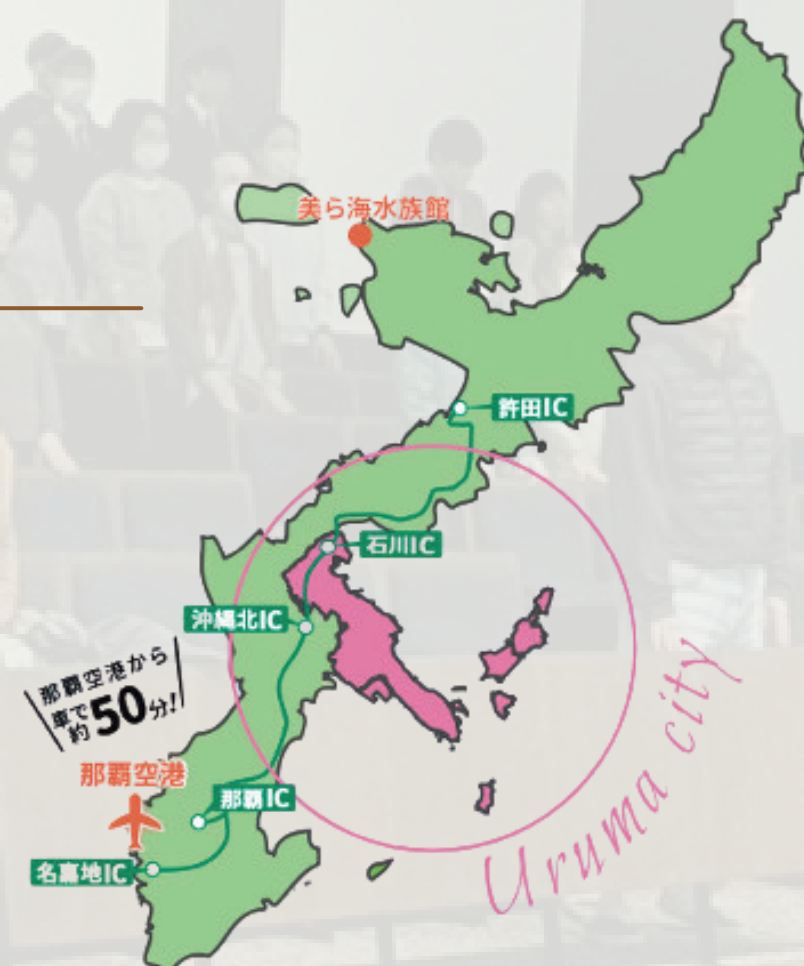 美ら海水族館
許田IC
石川IC
沖縄北IC
那覇空港から
車で
約50分!
那覇空港
那覇IC
名嘉地IC
Uruma city